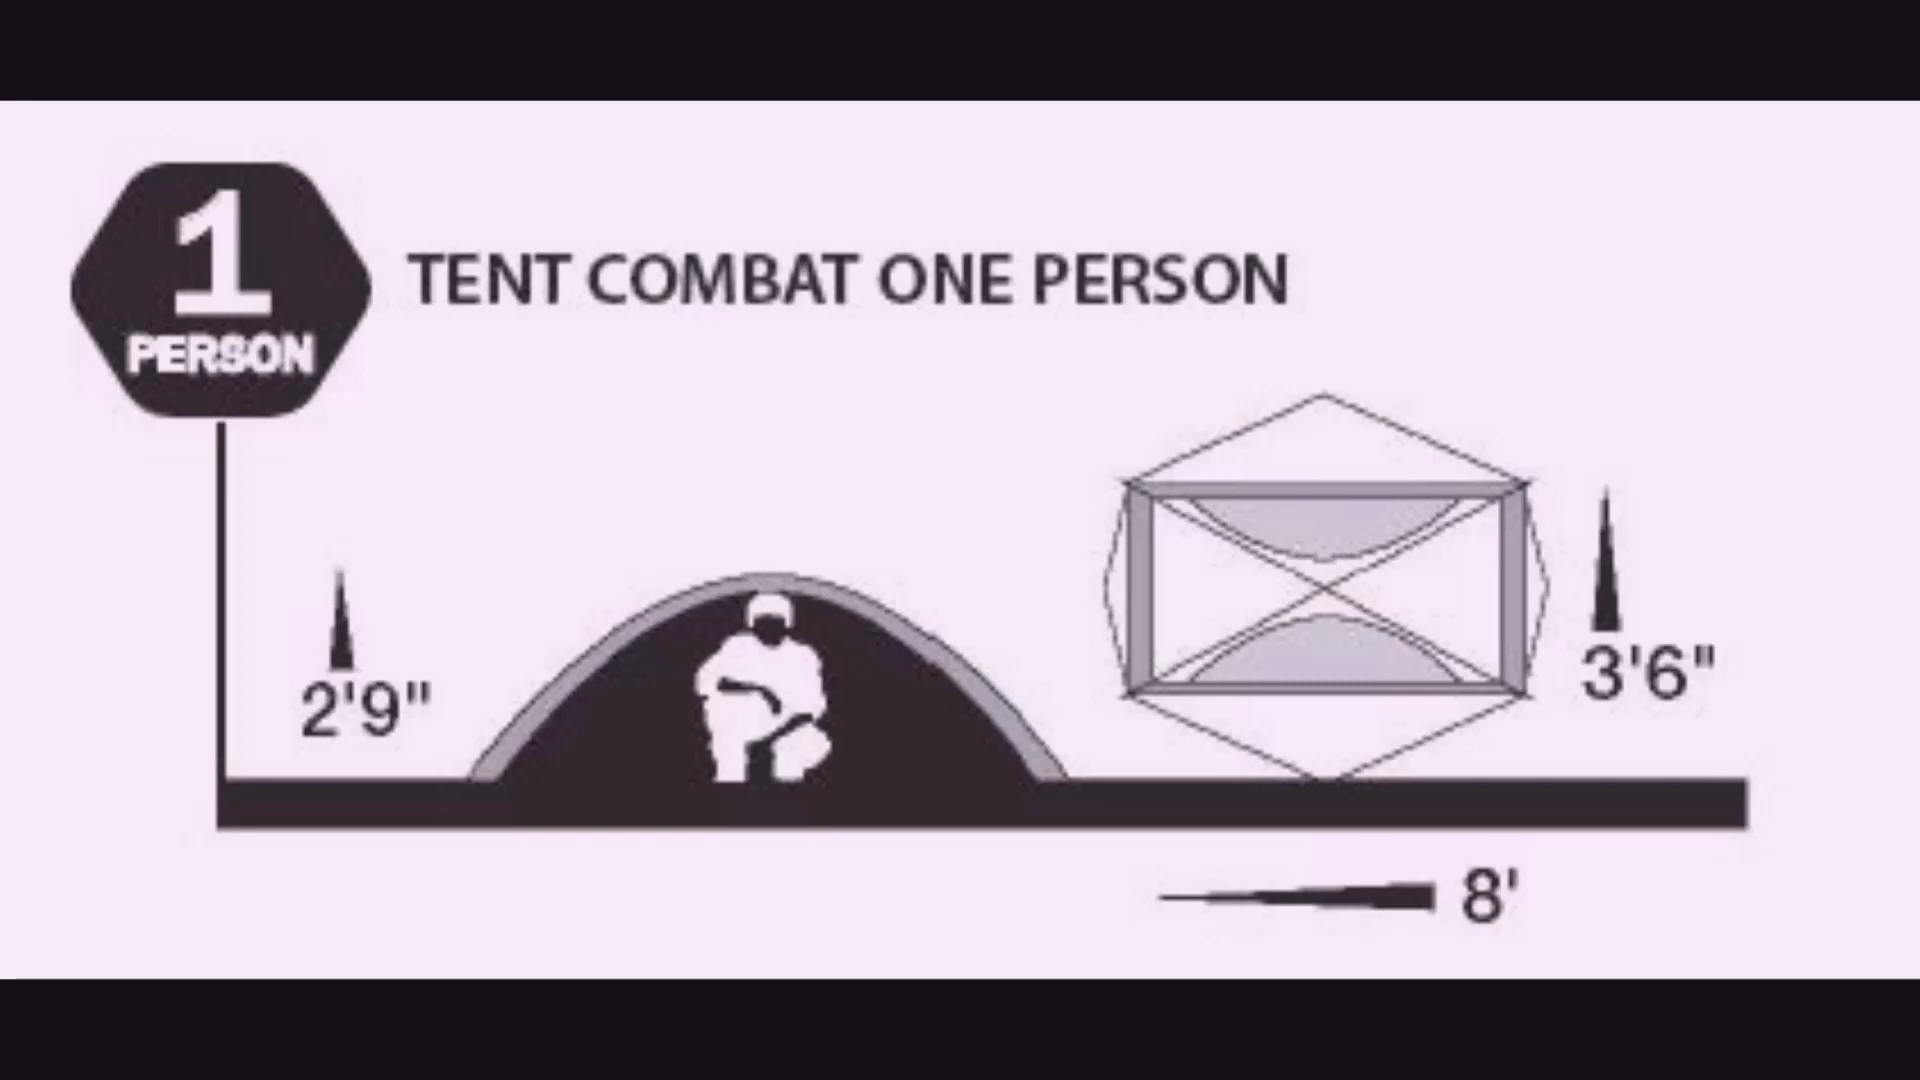 1
PERSON
TENT COMBAT ONE PERSON
2'9"
3'6"
8'